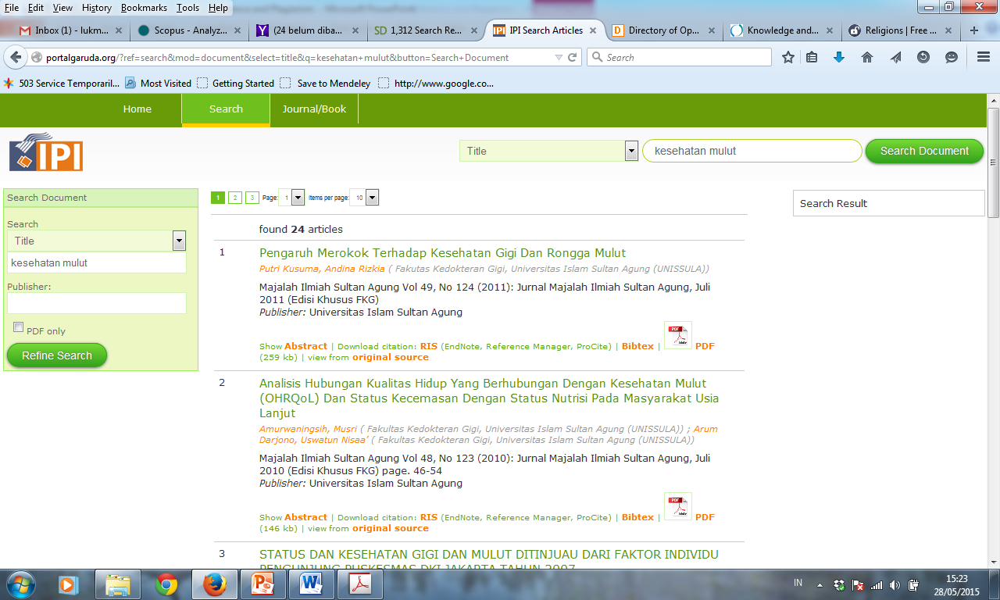 File Edit View History Bookmarks Tools Help
Inbox (1) - lukm...
Scopus - Analyz...
(24 belum diba...
SD 1,312 Search Re...
IPI Search Articles
Directory of Op...
Knowledge and...
Religions | Free ...
portalgaruda.org/?ref=search&mod=document&select=title&q=kesehatan+mulut&button=Search+Document
Search
503 Service Temporaril... Most Visited Getting Started Save to Mendeley http://www.google.co...
Home Search Journal/Book
IPI
Title
kesehatan mulut
Search Document
Search Document
Search
Title
kesehatan mulut
Publisher:
PDF only
Refine Search
1 2 3 Page: 1 Items per page: 10
found 24 articles
1
Pengaruh Merokok Terhadap Kesehatan Gigi Dan Rongga Mulut
Putri Kusuma, Andina Rizkia ( Fakutas Kedokteran Gigi, Universitas Islam Sultan Agung (UNISSULA))
Majalah Ilmiah Sultan Agung Vol 49, No 124 (2011): Jurnal Majalah Ilmiah Sultan Agung, Juli
2011 (Edisi Khusus FKG)
Publisher: Universitas Islam Sultan Agung
Show Abstract | Download citation: RIS (EndNote, Reference Manager, ProCite) | Bibtex | PDF
(259 kb) | view from original source
2
Analisis Hubungan Kualitas Hidup Yang Berhubungan Dengan Kesehatan Mulut
(OHRQoL) Dan Status Kecemasan Dengan Status Nutrisi Pada Masyarakat Usia
Lanjut
Amurwaningsih, Musri ( Fakultas Kedokteran Gigi, Universitas Islam Sultan Agung (UNISSULA)) ; Arum
Darjono, Uswatun Nisaa’ ( Fakultas Kedokteran Gigi, Universitas Islam Sultan Agung (UNISSULA))
Majalah Ilmiah Sultan Agung Vol 48, No 123 (2010): Jurnal Majalah Ilmiah Sultan Agung, Juli
2010 (Edisi Khusus FKG) page. 46-54
Publisher: Universitas Islam Sultan Agung
Show Abstract | Download citation: RIS (EndNote, Reference Manager, ProCite) | Bibtex | PDF
(146 kb) | view from original source
3
STATUS DAN KESEHATAN GIGI DAN MULUT DITINJUAU DARI FAKTOR INDIVIDU
PENGUNJUNG PUSKESMAS DKI JAKARTA TAHUN 2007
Search Result
IN
15:23
28/05/2015